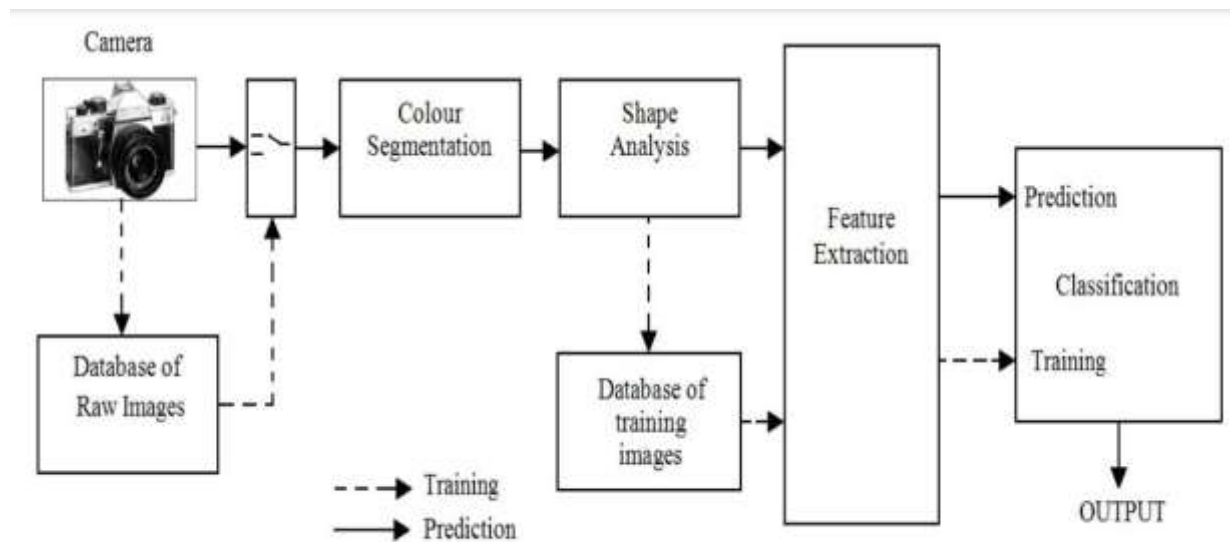 Camera
Colour
Segmentation
Shape
Analysis
Feature
Extraction
Prediction
Classification
Training
Database of
Raw Images
Database of
training
images
Training
Prediction
OUTPUT